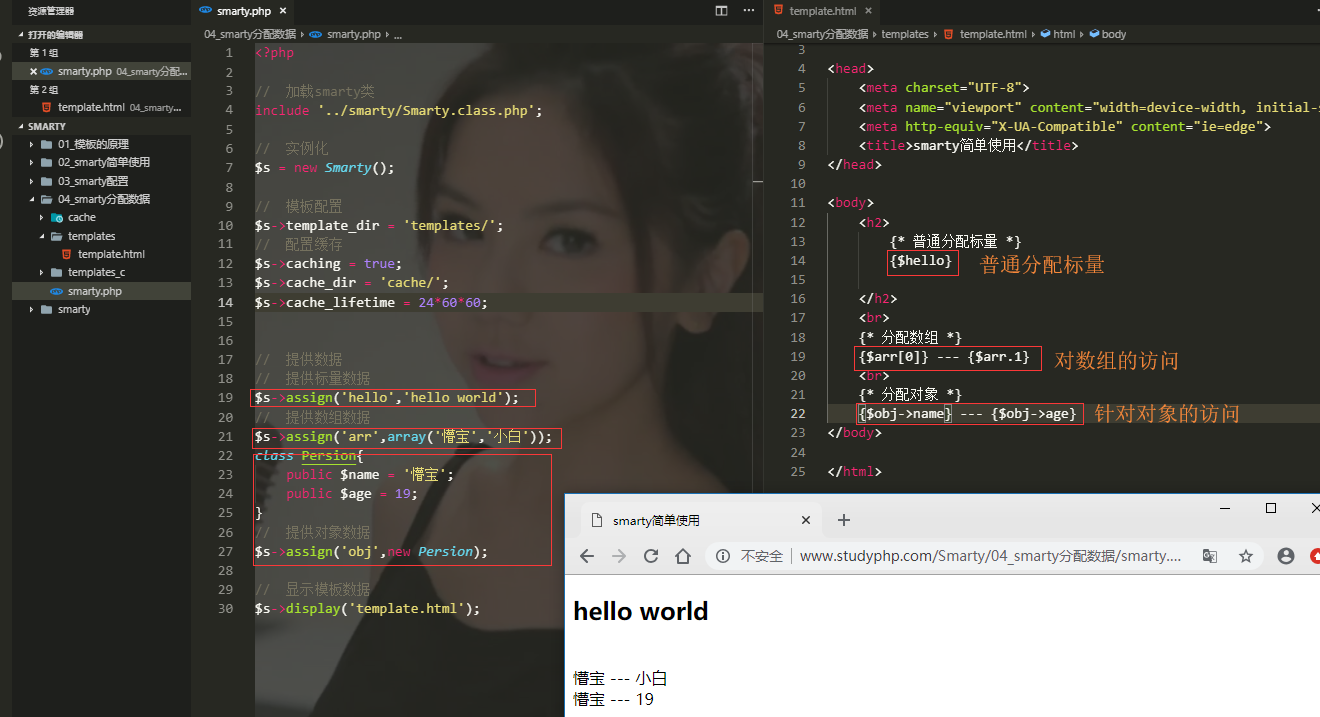 资源管理器
打开的编辑器
第 1 组
smarty.php 04_smarty分配...
第 2 组
template.html 04_smarty...
SMARTY
01_模板的原理
02_smarty简单使用
03_smarty配置
04_smarty分配数据
cache
templates
template.html
templates_c
smarty.php
smarty
smarty.php
04_smarty分配数据 smarty.php ...
1 <?php
2
3 // 加载smarty类
4 include '../smarty/Smarty.class.php';
5
6 // 实例化
7 $s = new Smarty();
8
9 // 模板配置
10 $s->template_dir = 'templates/';
11 // 配置缓存
12 $s->caching = true;
13 $s->cache_dir = 'cache/';
14 $s->cache_lifetime = 24*60*60;
15
16
17 // 提供数据
18 // 提供标量数据
19 $s->assign('hello','hello world');
20 // 提供数组数据
21 $s->assign('arr',array('懵宝','小白'));
22 class Persion{
23 public $name = '懵宝';
24 public $age = 19;
25 }
26 // 提供对象数据
27 $s->assign('obj',new Persion);
28
29 // 显示模板数据
30 $s->display('template.html');
template.html
04_smarty分配数据 templates template.html html body
3
4 <head>
5 <meta charset="UTF-8">
6 <meta name="viewport" content="width=device-width, initial-s
7 <meta http-equiv="X-UA-Compatible" content="ie=edge">
8 <title>smarty简单使用</title>
9 </head>
10
11 <body>
12 <h2>
13 {* 普通分配标量 *}
14 {$hello} 普通分配标量
15
16 </h2>
17 <br>
18 {* 分配数组 *}
19 {$arr[0]} --- {$arr.1} 对数组的访问
20 <br>
21 {* 分配对象 *}
22 {$obj->name} --- {$obj->age} 针对对象的访问
23 </body>
24
25 </html>
smarty简单使用
不安全 www.studyphp.com/Smarty/04_smarty分配数据/smarty....
hello world
懵宝 --- 小白
懵宝 --- 19